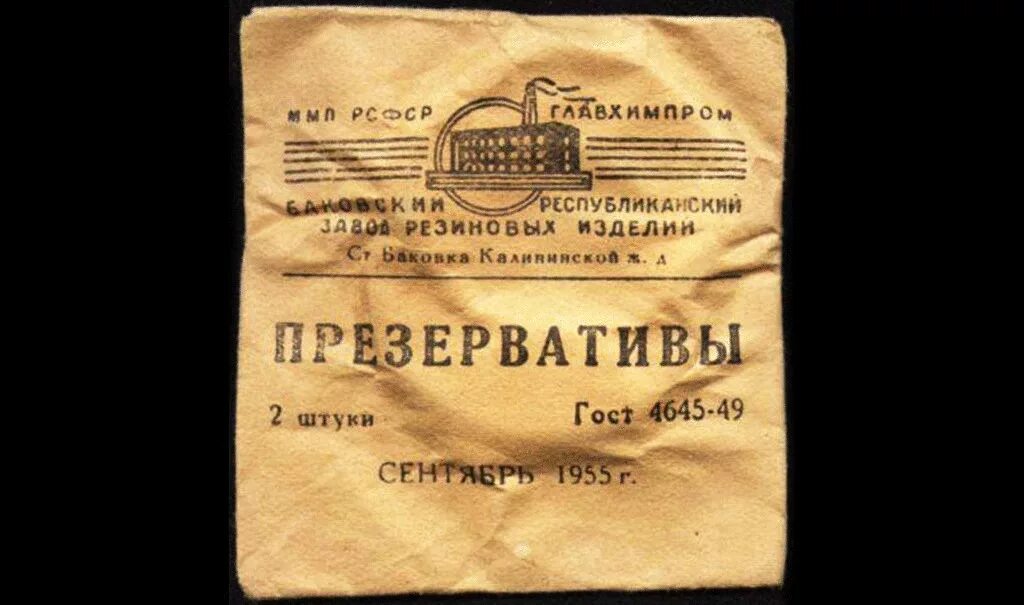 ММП РСФСР ГЛАВХИМПРОМ
БАКОВСКИЙ РЕСПУБЛИКАНСКИЙ
ЗАВОД РЕЗИНОВЫХ ИЗДЕЛИЙ
Ст Баковка Калининской ж. д
ПРЕЗЕРВАТИВЫ
2 штуки Гост 4645-49
СЕНТЯБРЬ 1955 г.